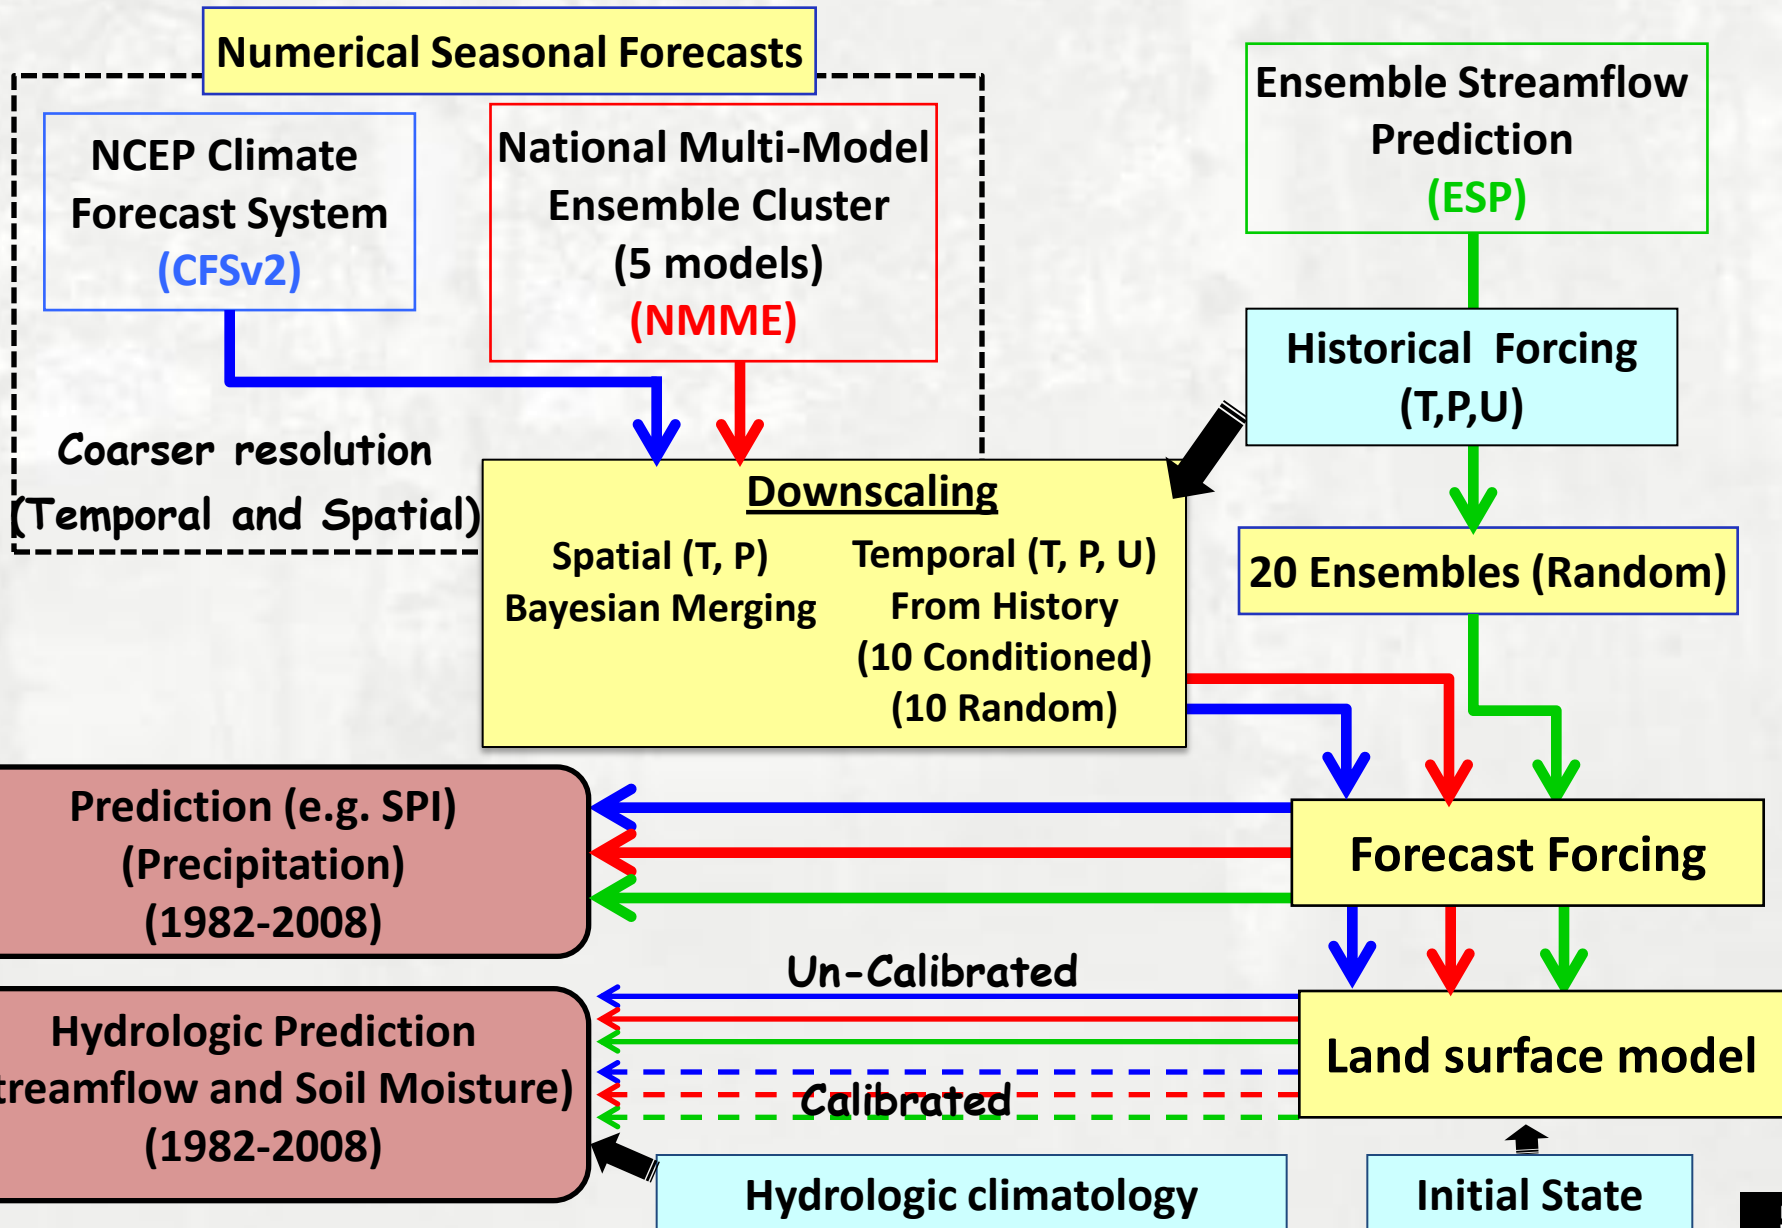 Numerical Seasonal Forecasts
NCEP Climate
Forecast System
(CFSv2)
National Multi-Model
Ensemble Cluster
(5 models)
(NMME)
Coarser resolution
(Temporal and Spatial)
Ensemble Streamflow
Prediction
(ESP)
Historical Forcing
(T,P,U)
Downscaling
Spatial (T, P)
Bayesian Merging
Temporal (T, P, U)
From History
(10 Conditioned)
(10 Random)
20 Ensembles (Random)
Prediction (e.g. SPI)
(Precipitation)
(1982-2008)
Forecast Forcing
Un-Calibrated
Hydrologic Prediction
treamflow and Soil Moisture)
(1982-2008)
Calibrated
Land surface model
Hydrologic climatology
Initial State